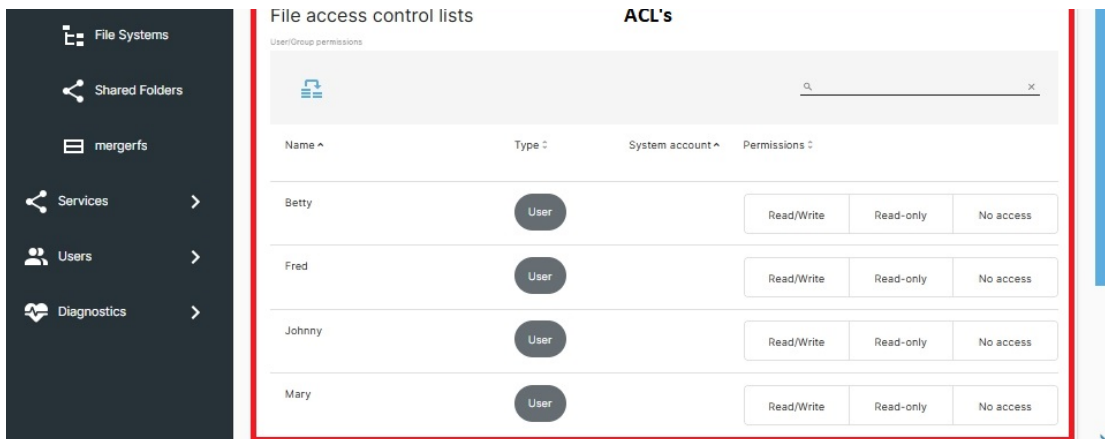 File Systems
Shared Folders
mergerfs
Services
Users
Diagnostics
File access control lists ACL's
User/Group permissions
Name Type System account Permissions
Betty User Read/Write Read-only No access
Fred User Read/Write Read-only No access
Johnny User Read/Write Read-only No access
Mary User Read/Write Read-only No access